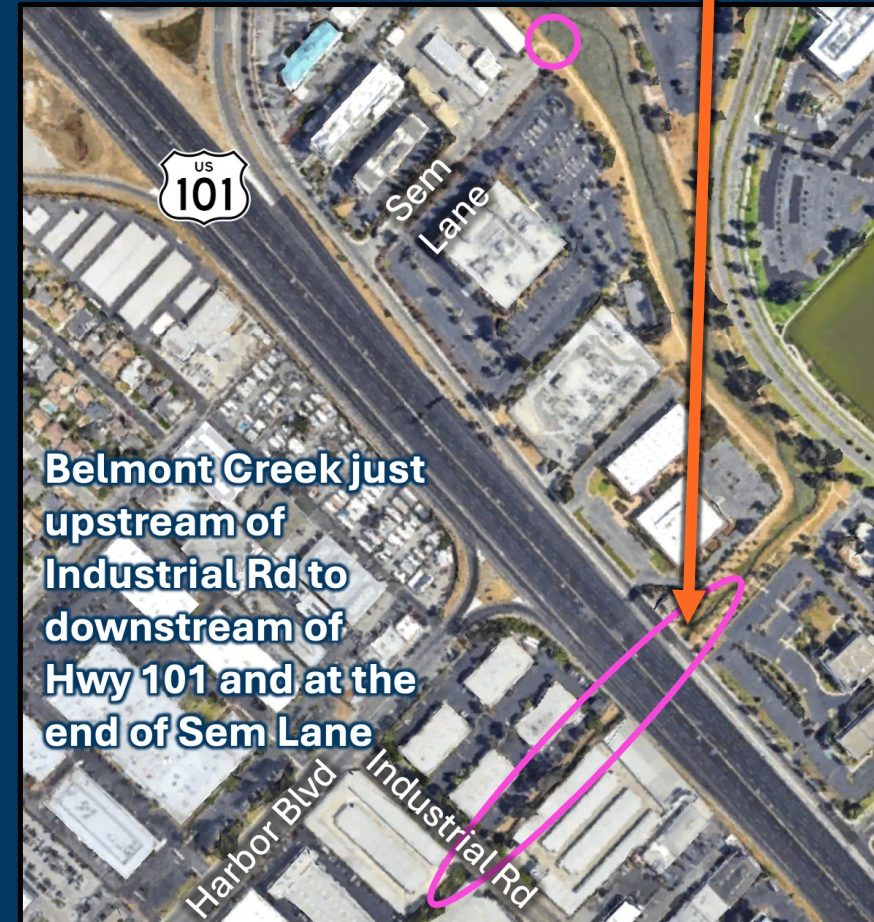 US
101
Sem
Lane
Belmont Creek just
upstream of
Industrial Rd to
downstream of
Hwy 101 and at the
end of Sem Lane
Harbor Blvd
Industrial Rd